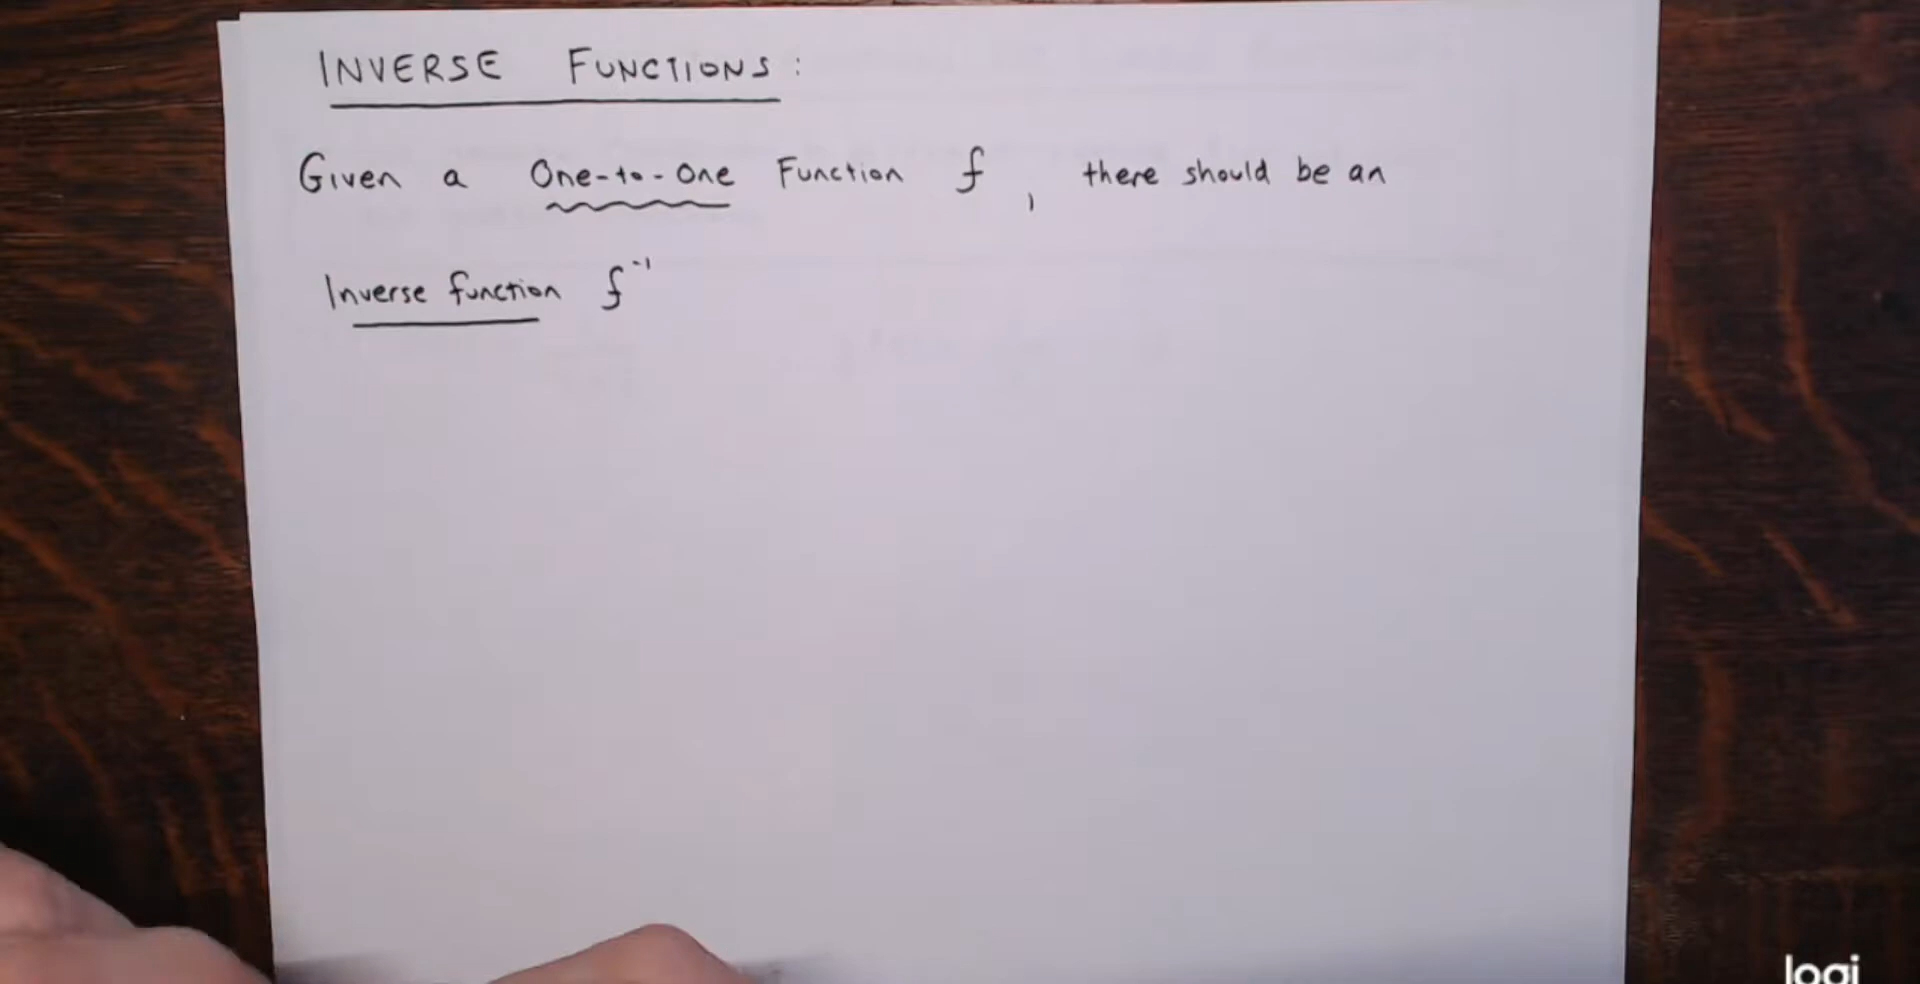 INVERSE FUNCTIONS:
Given a One-to-One Function f, there should be an
Inverse function f⁻¹
logi